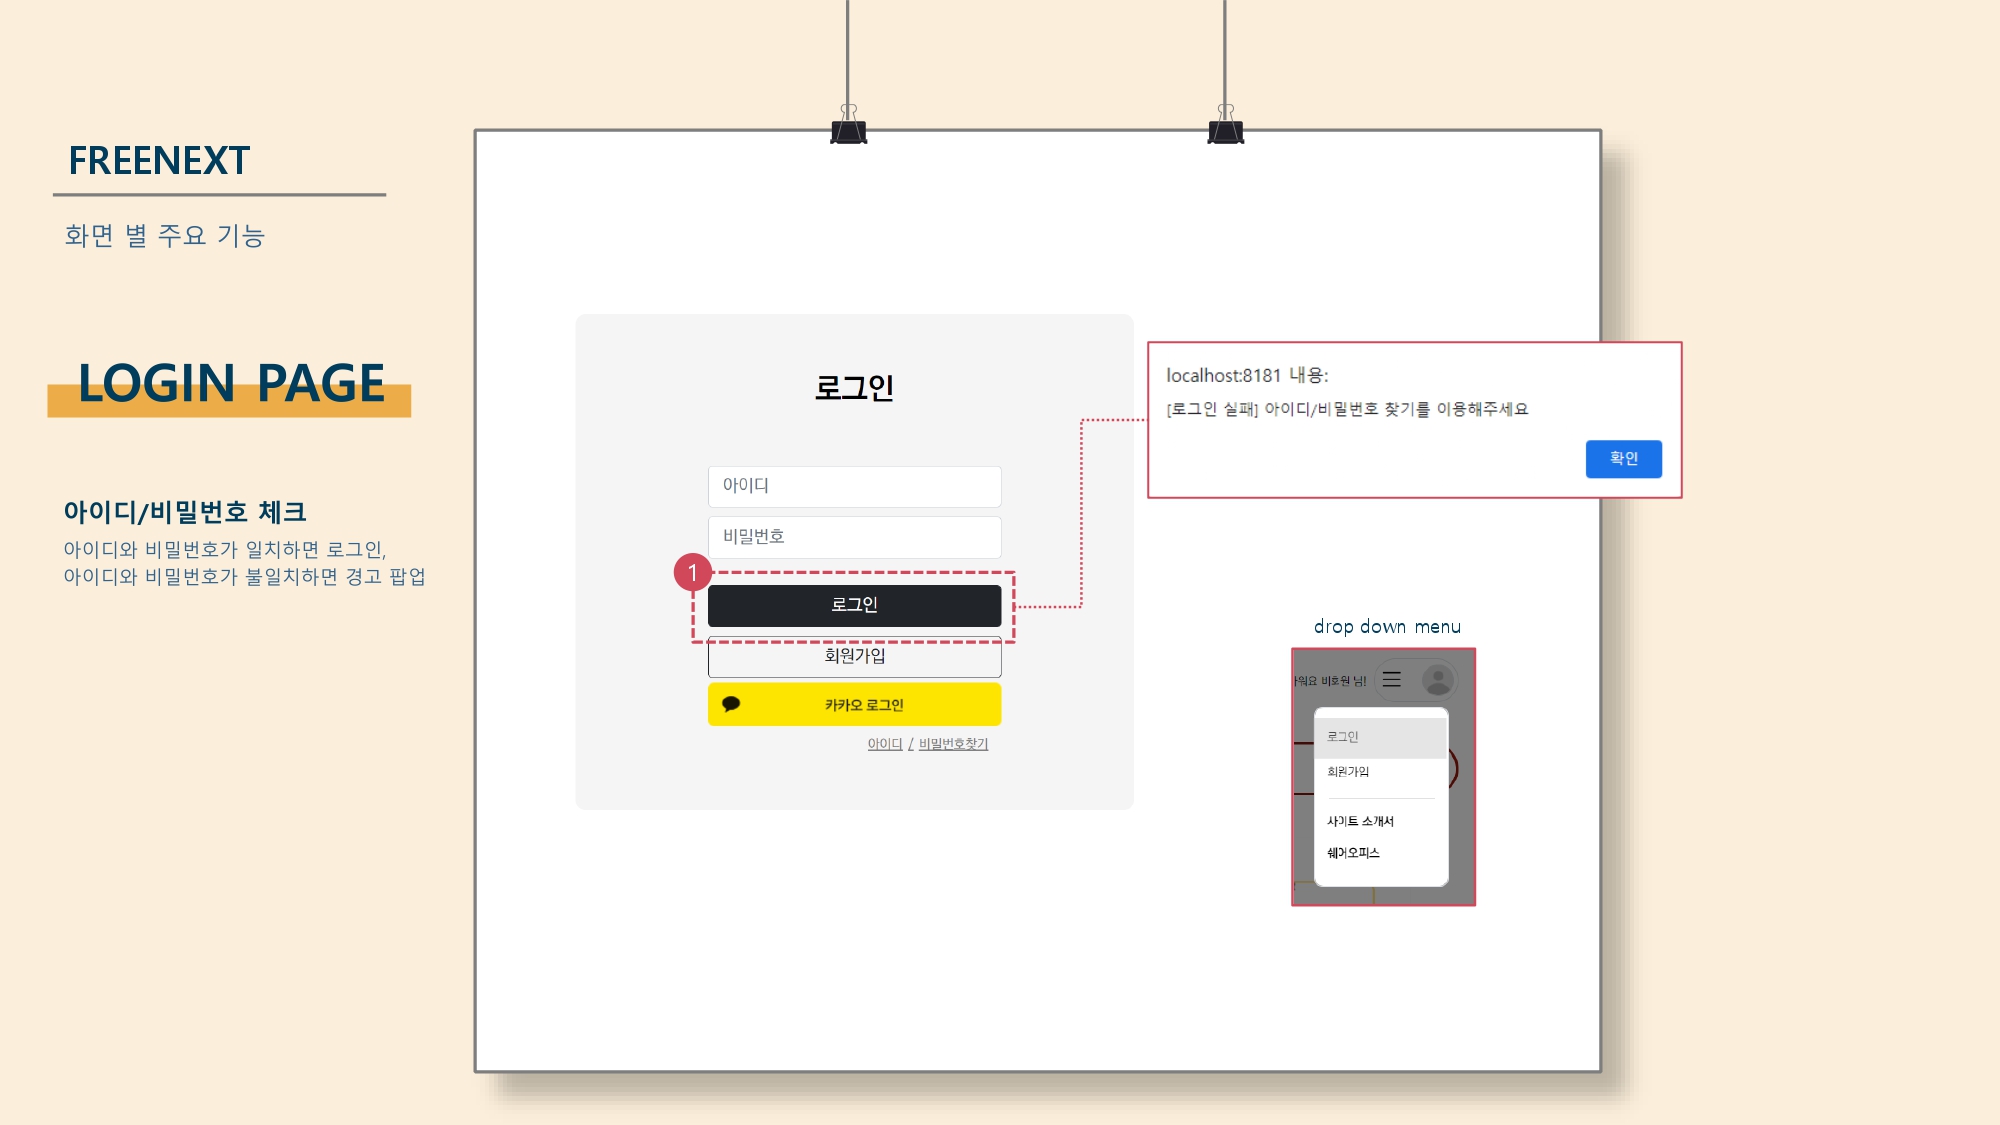 FREENEXT
화면 별 주요 기능
LOGIN PAGE
아이디/비밀번호 체크
아이디와 비밀번호가 일치하면 로그인,
아이디와 비밀번호가 불일치하면 경고 팝업
로그인
아이디
비밀번호
1
로그인
회원가입
카카오 로그인
아이디 / 비밀번호찾기
localhost:8181 내용:
[로그인 실패] 아이디/비밀번호 찾기를 이용해주세요
확인
drop down menu
비호원 님!
로그인
회원가입
사이트 소개서
쉐어오피스